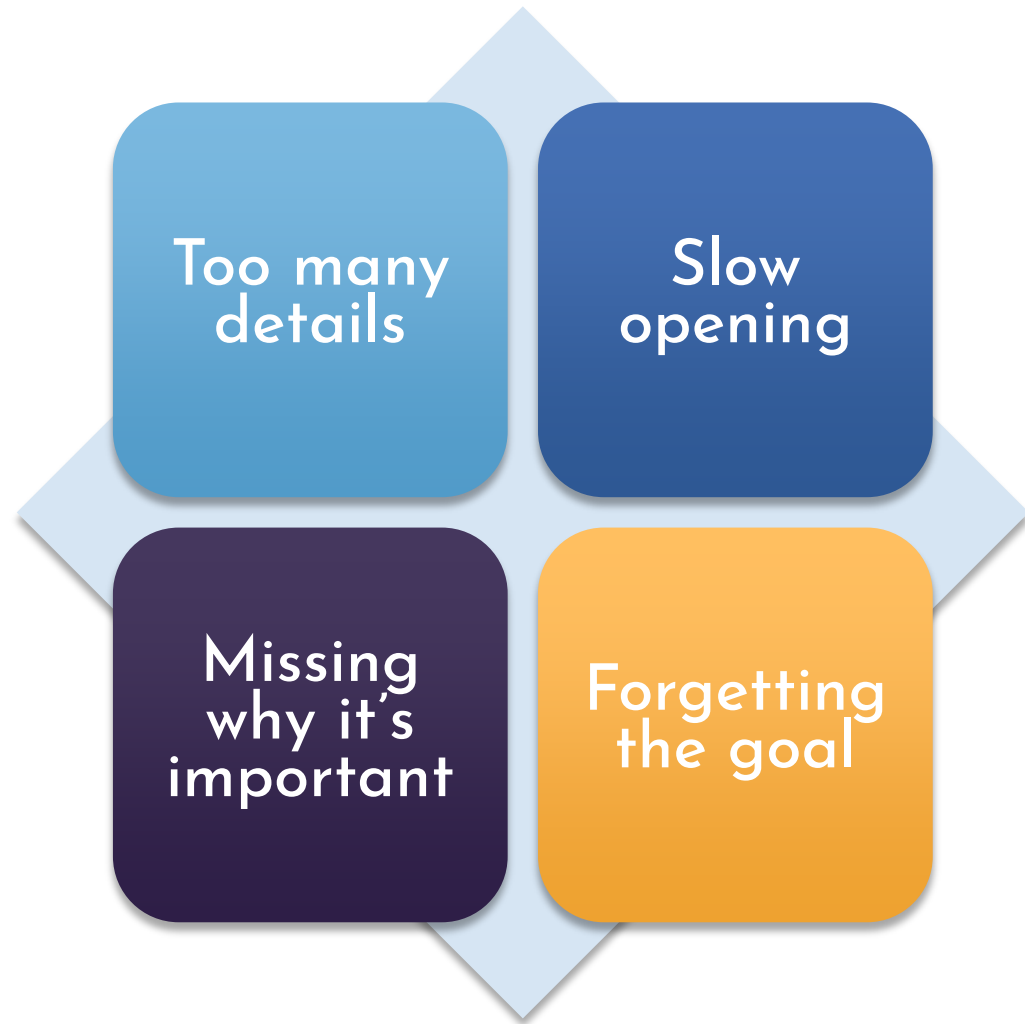 Too many
details
Slow
opening
Missing
why it’s
important
Forgetting
the goal